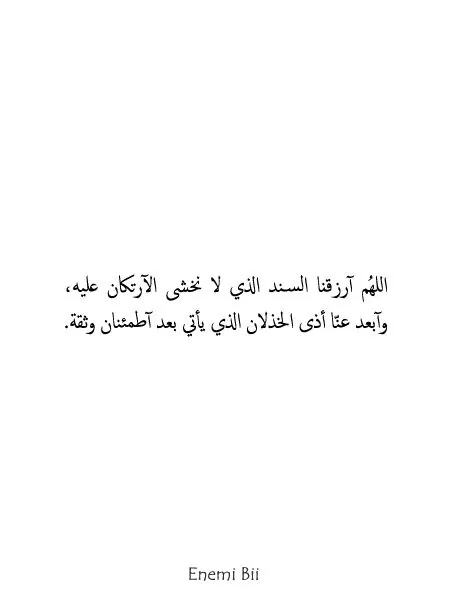 اللهُم آرزقنا السند الذي لا نخشى الآرتكان عليه،
وآبعد عنّا أذى الخذلان الذي يأتي بعد آطمئنان وثقة.
Enemi Bii